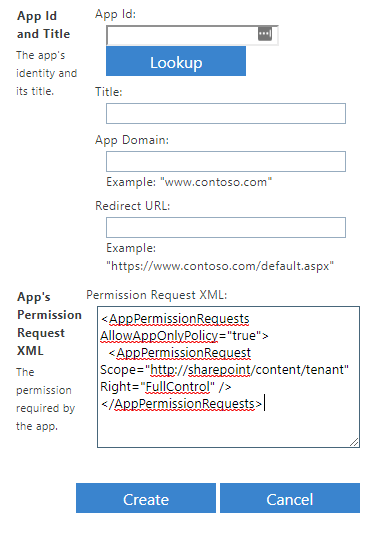 App Id and Title
The app's identity and its title.
App Id:
Lookup
Title:
App Domain:
Example: "www.contoso.com"
Redirect URL:
Example:
"https://www.contoso.com/default.aspx"
App's Permission Request XML
The permission required by the app.
Permission Request XML:
<AppPermissionRequests
AllowAppOnlyPolicy="true">
<AppPermissionRequest
Scope="http://sharepoint/content/tenant"
Right="FullControl" />
</AppPermissionRequests>
Create
Cancel